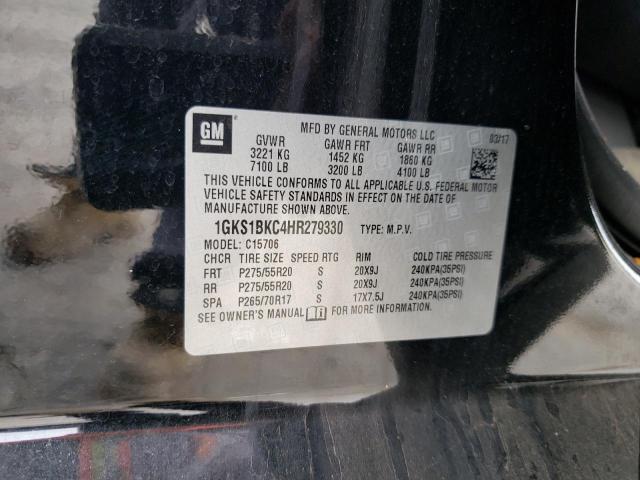 GM
MFD BY GENERAL MOTORS LLC 03/17
GVWR GAWR FRT GAWR RR
3221 KG 1452 KG 1860 KG
7100 LB 3200 LB 4100 LB
THIS VEHICLE CONFORMS TO ALL APPLICABLE U.S. FEDERAL MOTOR
VEHICLE SAFETY STANDARDS IN EFFECT ON THE DATE OF
MANUFACTURE SHOWN ABOVE.
1GKS1BKC4HR279330 TYPE: M.P.V.
MODEL: C15706
CHCR TIRE SIZE SPEED RTG RIM COLD TIRE PRESSURE
FRT P275/55R20 S 20X9J 240KPA(35PSI)
RR P275/55R20 S 20X9J 240KPA(35PSI)
SPA P265/70R17 S 17X7.5J 240KPA(35PSI)
SEE OWNER'S MANUAL FOR MORE INFORMATION.